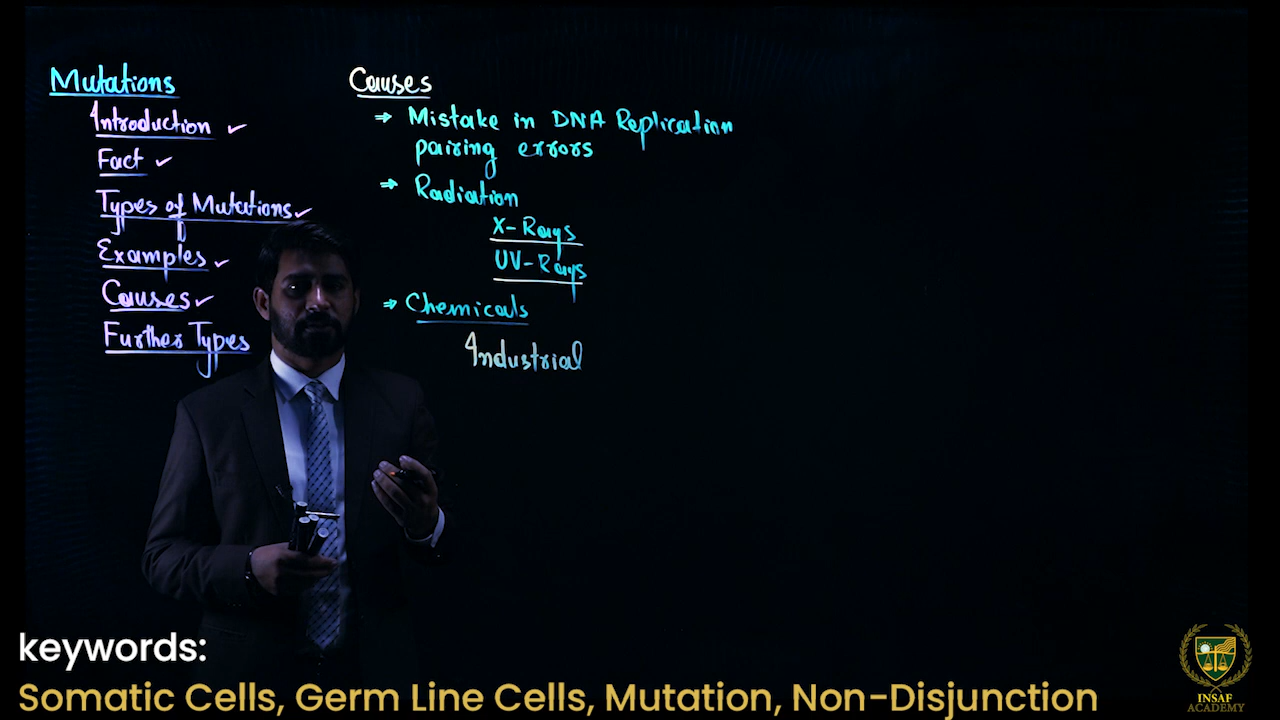 Mutations
Introduction ✓
Fact ✓
Types of Mutations ✓
Examples ✓
Causes ✓
Further Types
Causes
⇒ Mistake in DNA Replication
pairing errors
⇒ Radiation
X-Rays
UV-Rays
⇒ Chemicals
Industrial
keywords:
Somatic Cells, Germ Line Cells, Mutation, Non-Disjunction
INSAF
ACADEMY